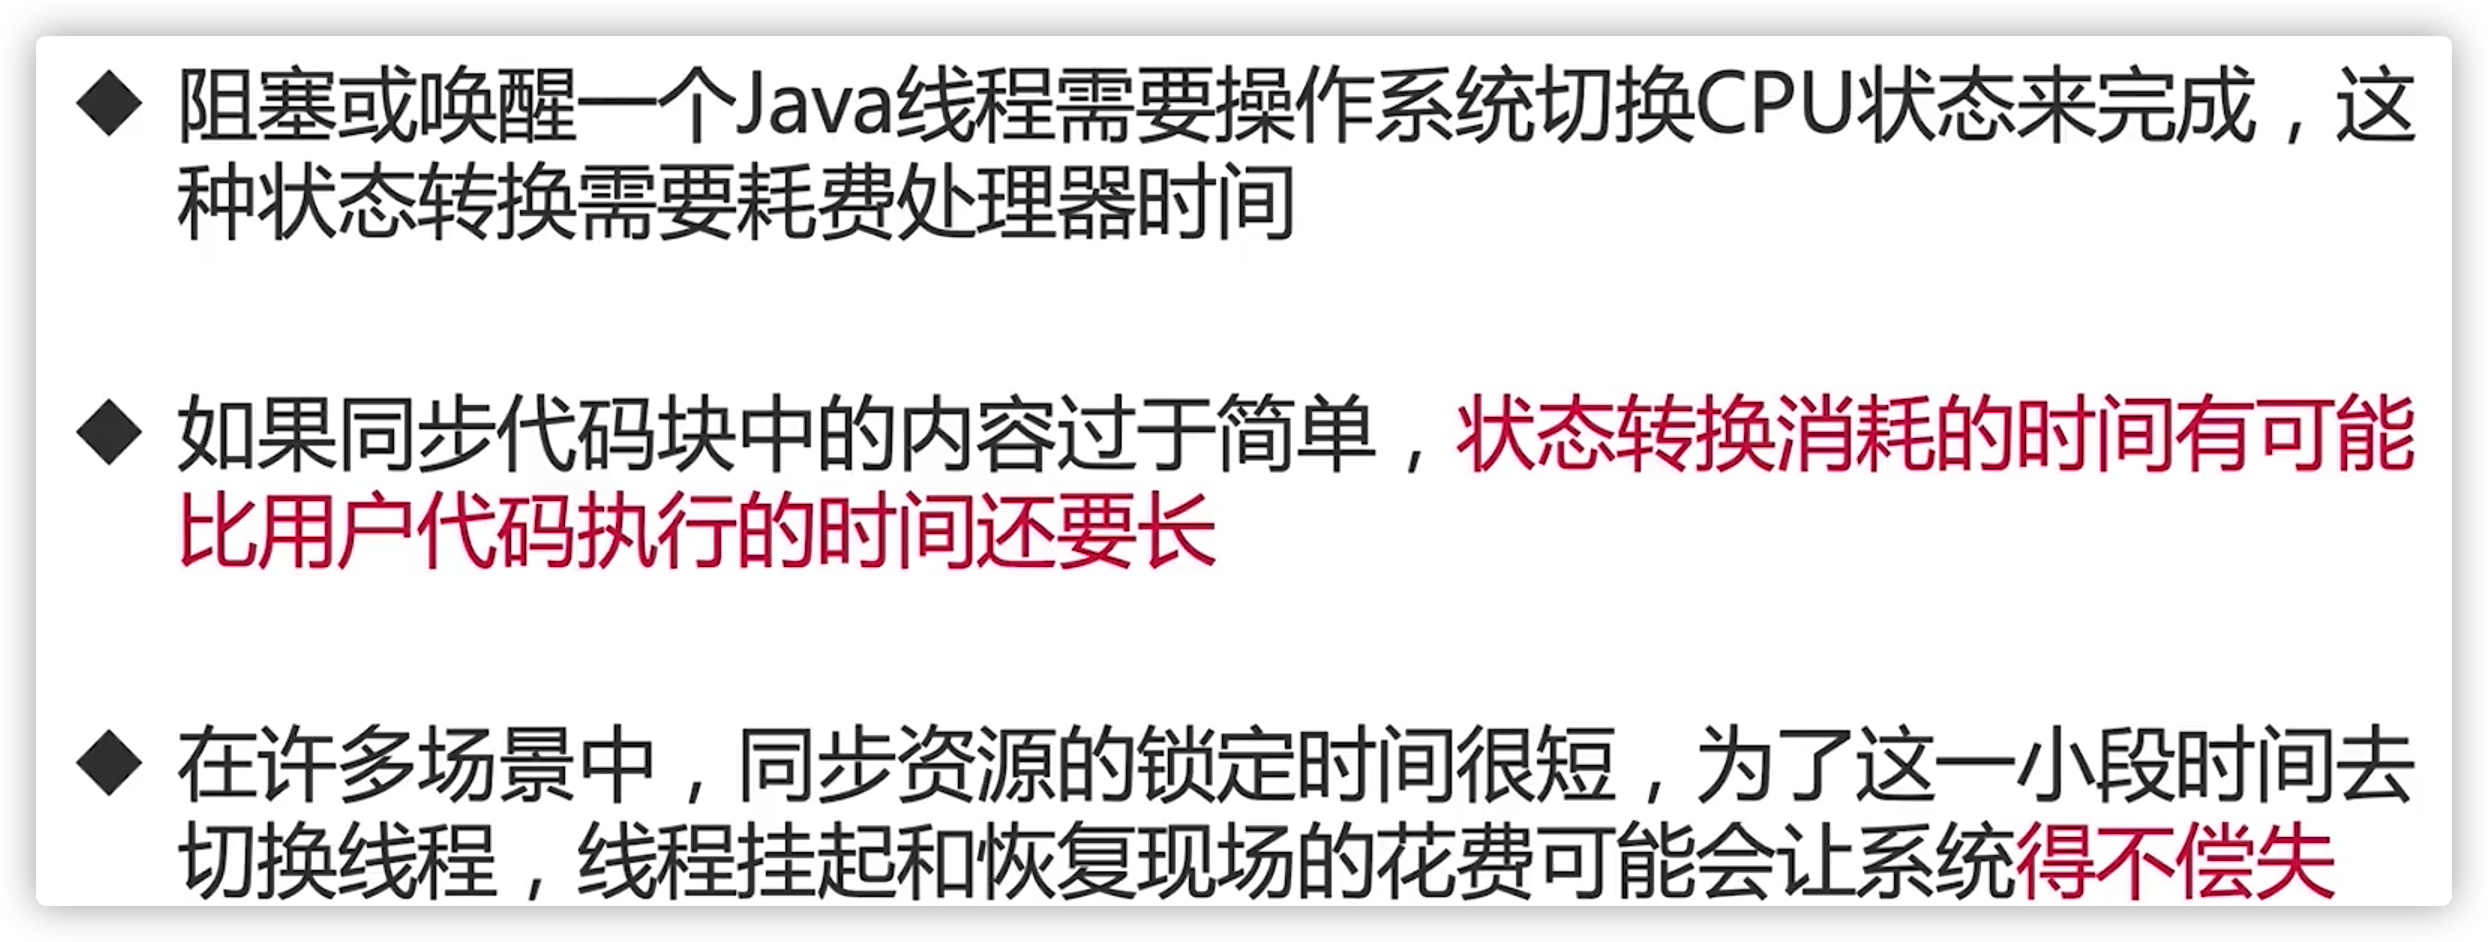 ◆ 阻塞或唤醒一个Java线程需要操作系统切换CPU状态来完成，这
种状态转换需要耗费处理器时间
◆ 如果同步代码块中的内容过于简单，状态转换消耗的时间有可能
比用户代码执行的时间还要长
◆ 在许多场景中，同步资源的锁定时间很短，为了这一小段时间去
切换线程，线程挂起和恢复现场的花费可能会让系统得不偿失